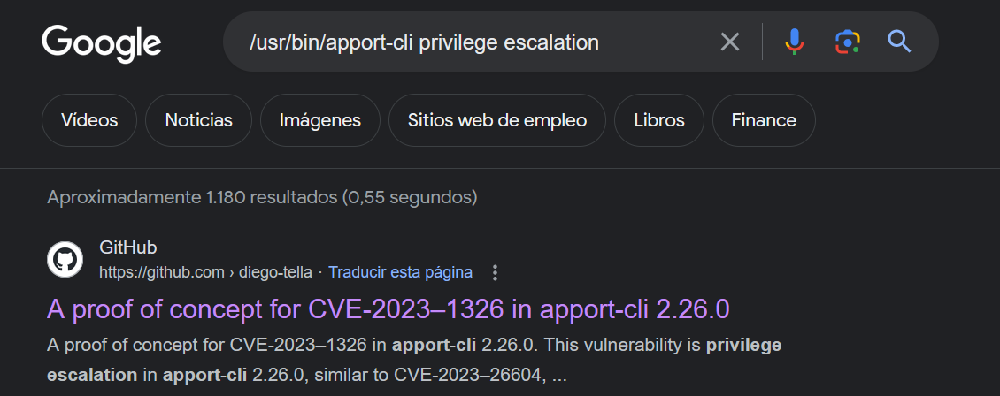 Google
/usr/bin/apport-cli privilege escalation
Vídeos
Noticias
Imágenes
Sitios web de empleo
Libros
Finance
Aproximadamente 1.180 resultados (0,55 segundos)
GitHub
https://github.com › diego-tella · Traducir esta página
A proof of concept for CVE-2023–1326 in apport-cli 2.26.0
A proof of concept for CVE-2023–1326 in apport-cli 2.26.0. This vulnerability is privilege
escalation in apport-cli 2.26.0, similar to CVE-2023–26604, ...